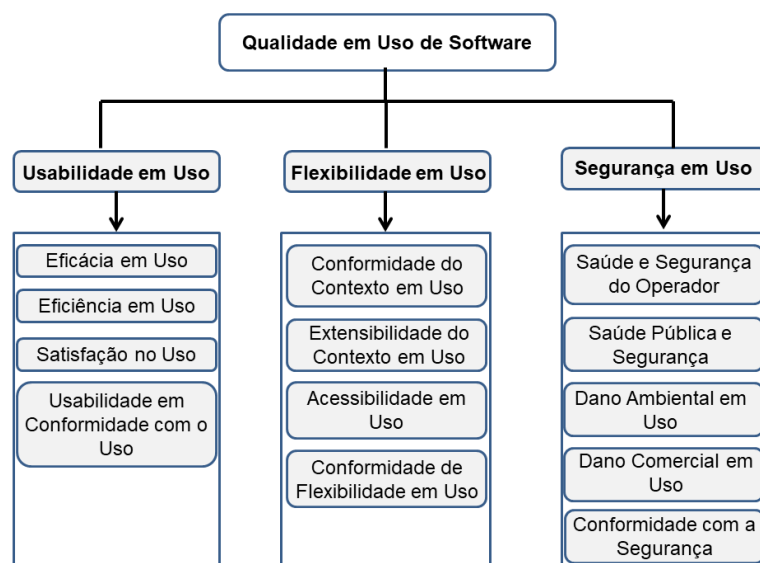 Qualidade em Uso de Software
Usabilidade em Uso
Flexibilidade em Uso
Segurança em Uso
Eficácia em Uso
Eficiência em Uso
Satisfação no Uso
Usabilidade em
Conformidade com o
Uso
Conformidade do
Contexto em Uso
Extensibilidade do
Contexto em Uso
Acessibilidade em
Uso
Conformidade de
Flexibilidade em Uso
Saúde e Segurança
do Operador
Saúde Pública e
Segurança
Dano Ambiental em
Uso
Dano Comercial em
Uso
Conformidade com a
Segurança